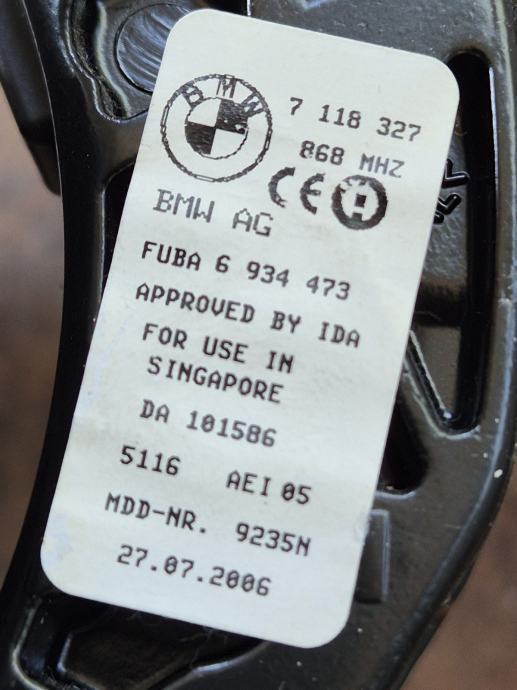 BMW
7 118 327
868 MHZ
CE
BMW AG
FUBA 6 934 473
APPROVED BY IDA
FOR USE IN
SINGAPORE
DA 101586
5116 AEI 05
MDD-NR. 9235N
27.07.2006